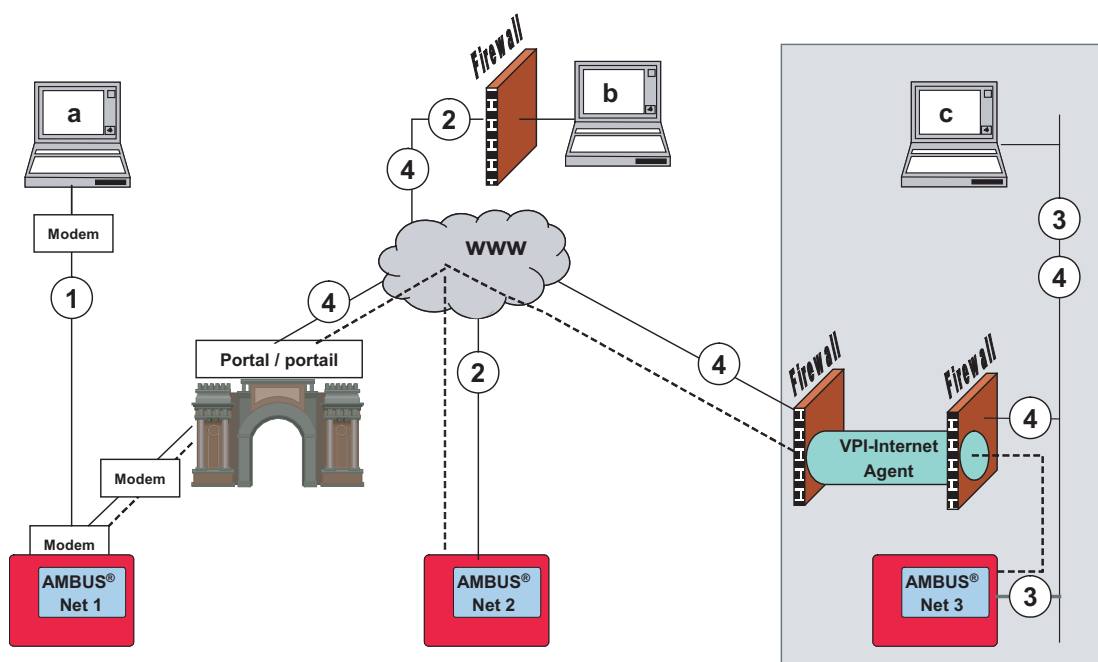 Firewall
a
b
c
2
4
3
Modem
www
4
1
4
Portal / portail
2
4
Firewall
Firewall
4
VPI-Internet
Agent
Modem
Modem
AMBUS®
Net 1
AMBUS®
Net 2
AMBUS®
Net 3
3